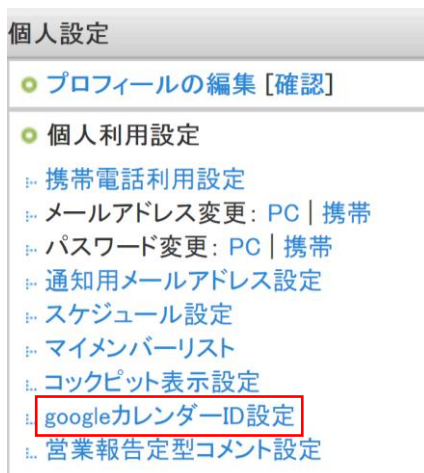 個人設定
プロフィールの編集 [確認]
個人利用設定
携帯電話利用設定
メールアドレス変更: PC | 携帯
パスワード変更: PC | 携帯
通知用メールアドレス設定
スケジュール設定
マイメンバーリスト
コックピット表示設定
googleカレンダーID設定
営業報告定型コメント設定